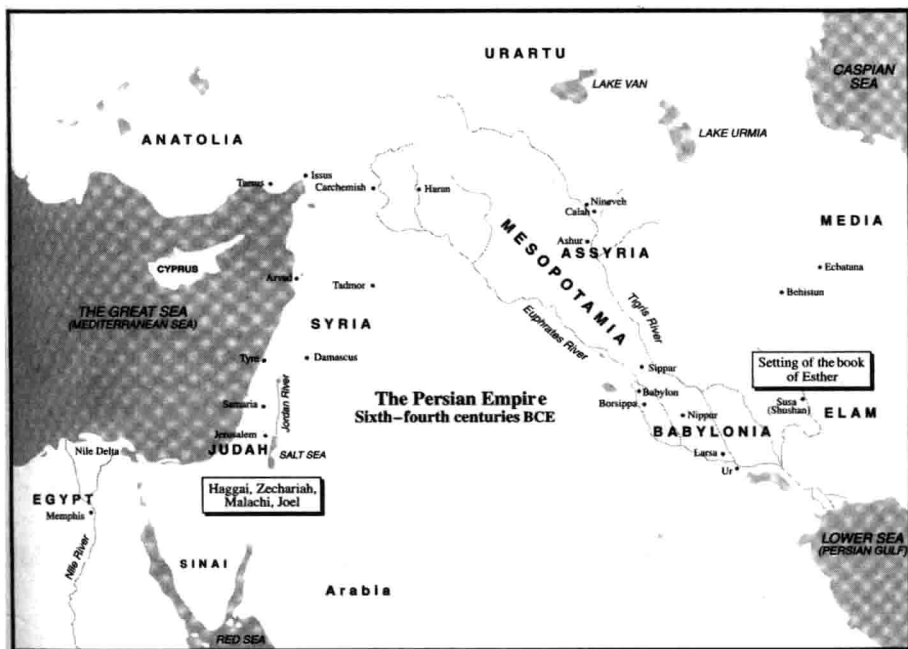 URARTU
CASPIAN
SEA
LAKE VAN
LAKE URMIA
ANATOLIA
Issus
Tarsus
Carchemish
Haran
Nineveh
Calah
MEDIA
Ashur
ASSYRIA
MESOPOTAMIA
CYPRUS
Ecbatana
Arvad
Tadmor
Behistun
THE GREAT SEA
(MEDITERRANEAN SEA)
SYRIA
Euphrates River
Tigris River
Tyre
Damascus
Sippar
Setting of the book
of Esther
Jordan River
The Persian Empire
Sixth–fourth centuries BCE
Babylon
Borsippa
Susa
(Shushan)
ELAM
Samaria
Nippar
BABYLONIA
Jerusalem
JUDAH
SALT SEA
Nile Delta
Larsa
Ur
Haggai, Zechariah,
Malachi, Joel
EGYPT
Memphis
Nile River
SINAI
LOWER SEA
(PERSIAN GULF)
Arabia
RED SEA